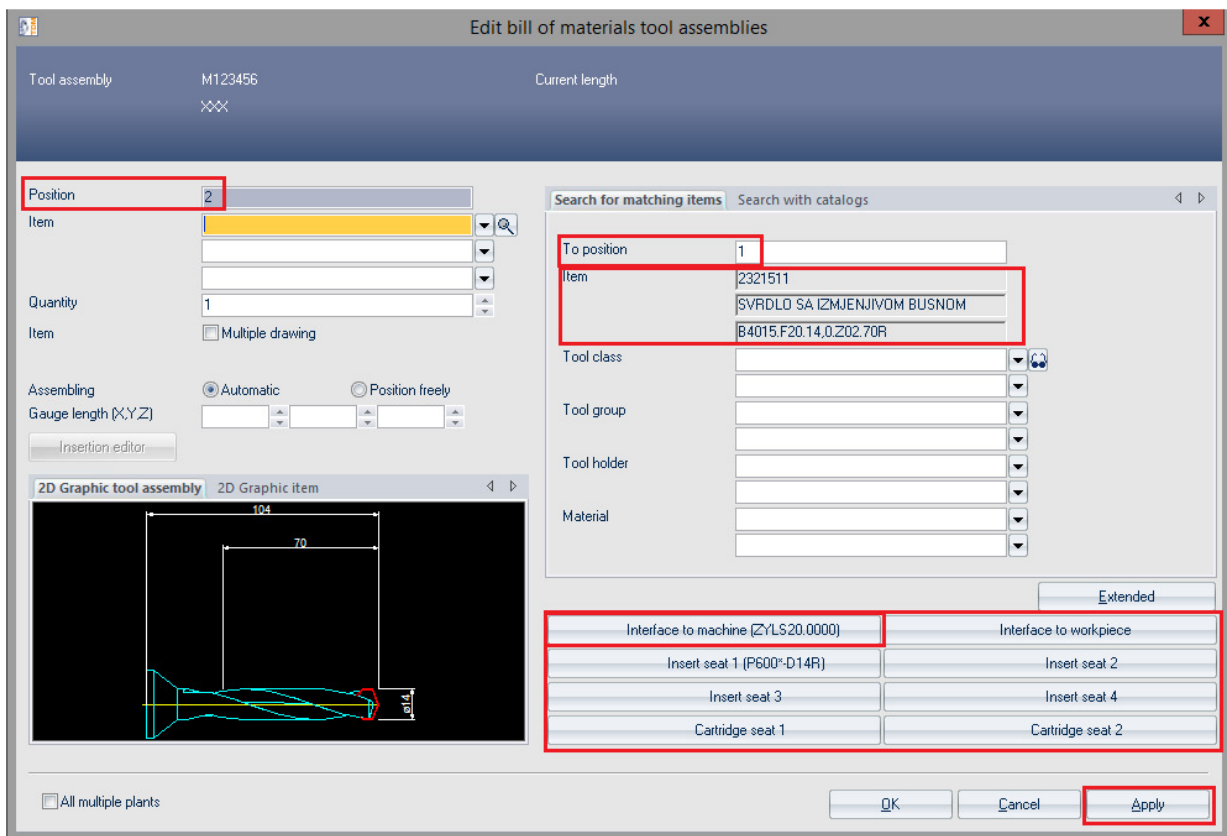 Edit bill of materials tool assemblies
x
TDM
Tool assembly M123456 Current length
XXX
Position 2
Item
Quantity 1
Item Multiple drawing
Assembling Automatic Position freely
Gauge length (X,Y,Z)
Insertion editor
2D Graphic tool assembly 2D Graphic item
104
70
ø14
Search for matching items Search with catalogs
To position 1
Item 2321511
SVRDLO SA IZMJENJIVOM BUSNOM
B4015.F20.14,0.Z02.70R
Tool class
Tool group
Tool holder
Material
Extended
Interface to machine (ZYLS20.0000) Interface to workpiece
Insert seat 1 (P600*-D14R) Insert seat 2
Insert seat 3 Insert seat 4
Cartridge seat 1 Cartridge seat 2
All multiple plants OK Cancel Apply